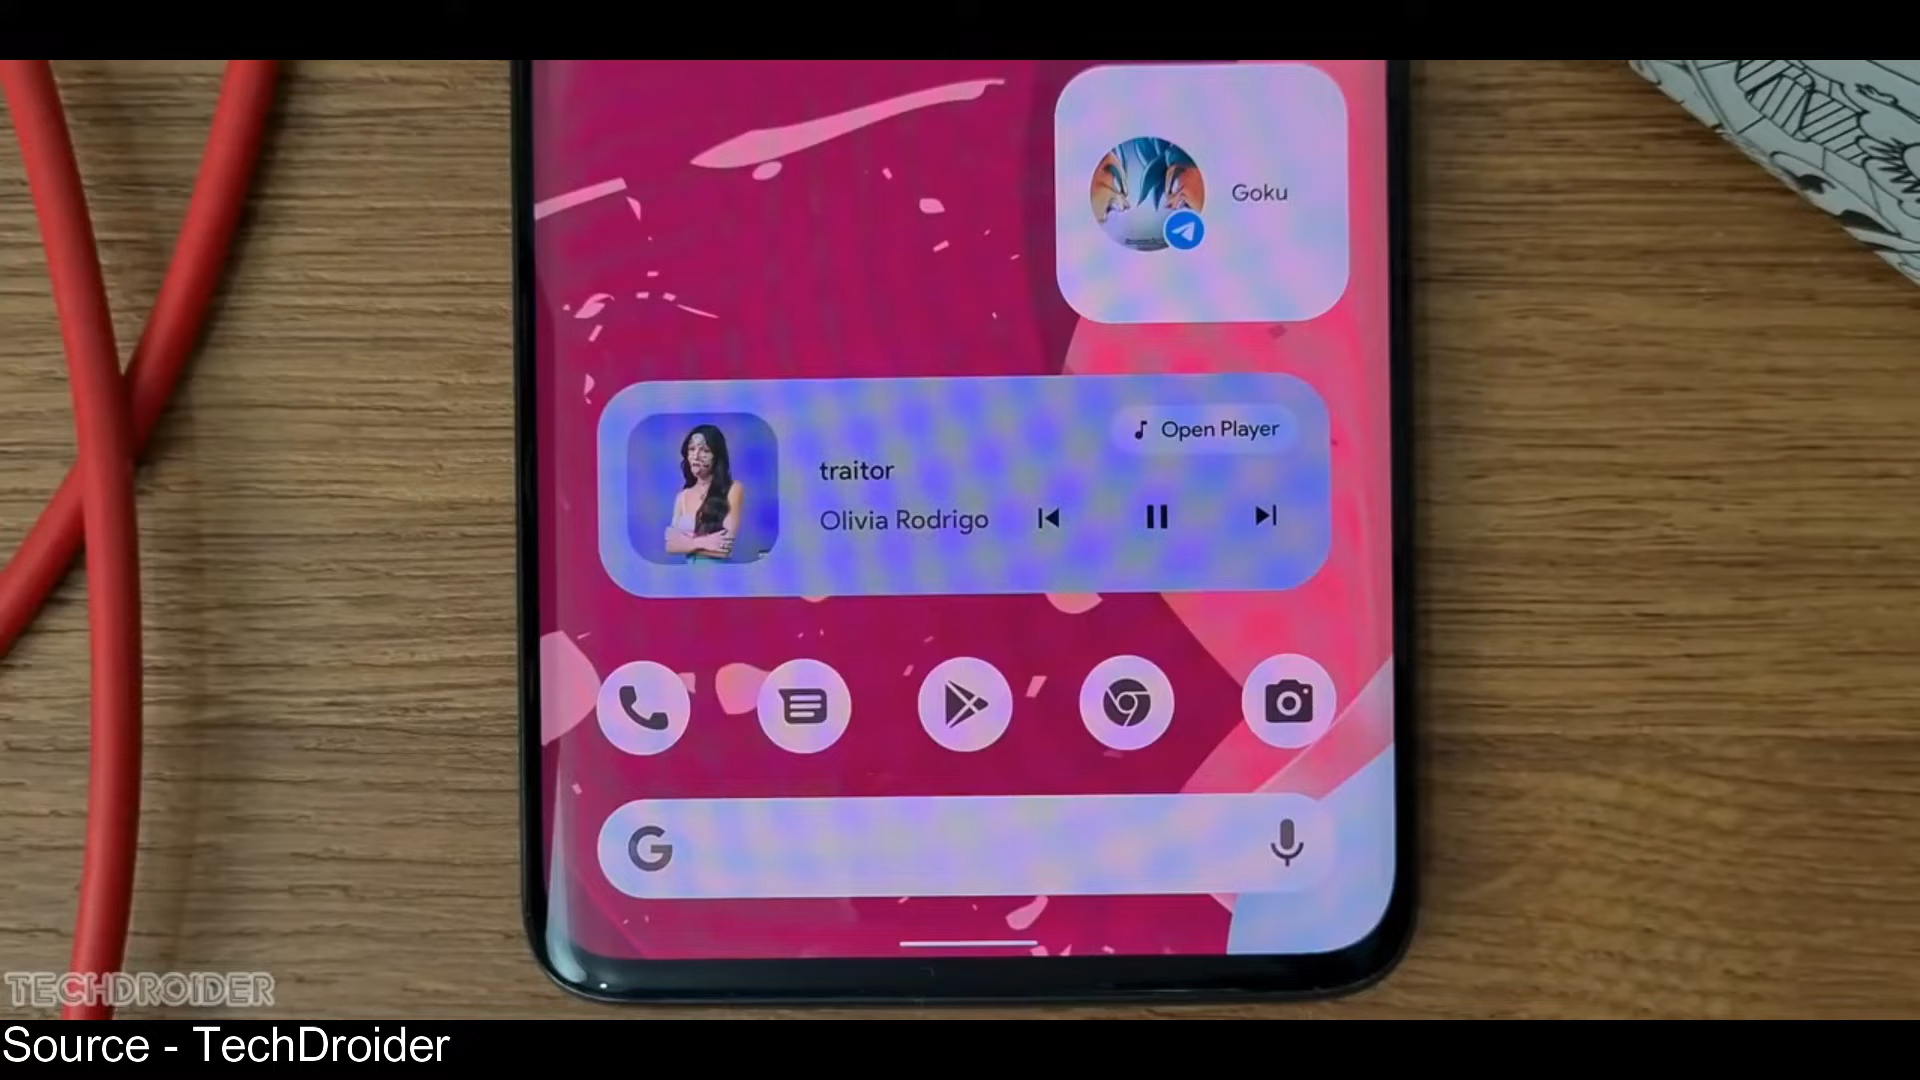 Goku
Open Player
traitor
Olivia Rodrigo
G
TECHDROIDER
Source - TechDroider